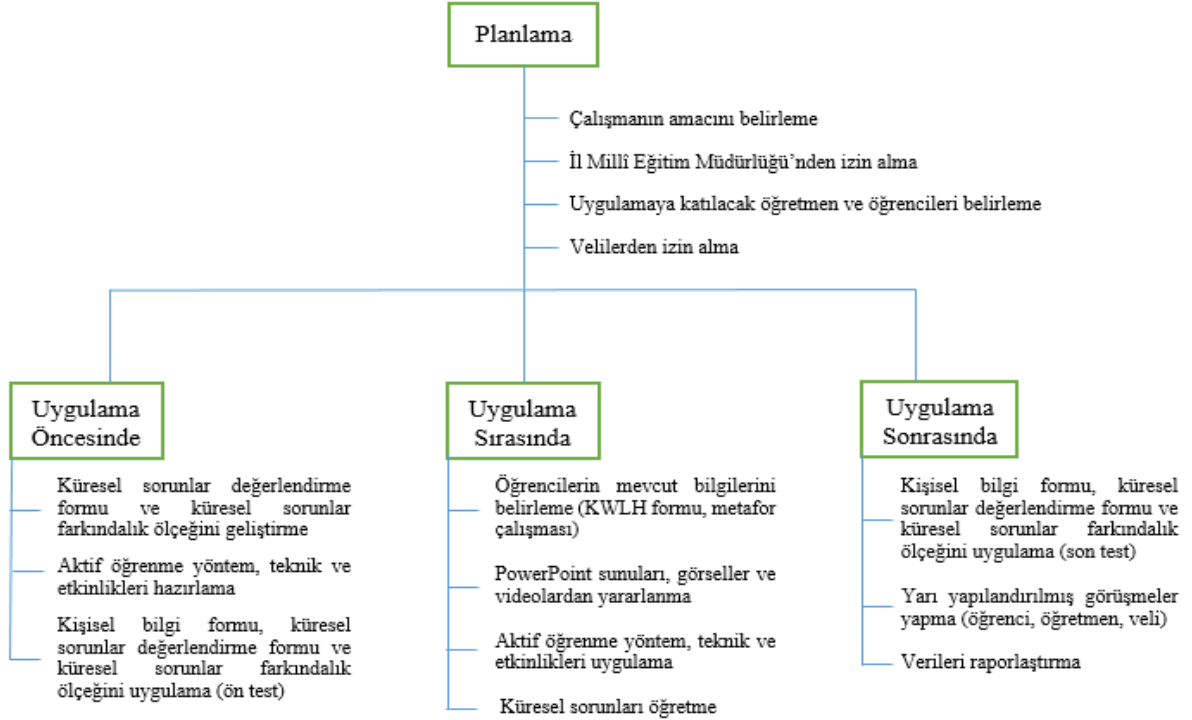 Planlama
Çalışmanın amacını belirleme
İl Millî Eğitim Müdürlüğü’nden izin alma
Uygulamaya katılacak öğretmen ve öğrencileri belirleme
Velilerden izin alma
Uygulama
Öncesinde
Küresel sorunlar değerlendirme
formu ve küresel sorunlar
farkındalık ölçeğini geliştirme
Aktif öğrenme yöntem, teknik ve
etkinlikleri hazırlama
Kişisel bilgi formu, küresel
sorunlar değerlendirme formu ve
küresel sorunlar farkındalık
ölçeğini uygulama (ön test)
Uygulama
Sırasında
Öğrencilerin mevcut bilgilerini
belirleme (KWLH formu, metafor
çalışması)
PowerPoint sunuları, görseller ve
videolardan yararlanma
Aktif öğrenme yöntem, teknik ve
etkinlikleri uygulama
Küresel sorunları öğretme
Uygulama
Sonrasında
Kişisel bilgi formu, küresel
sorunlar değerlendirme formu ve
küresel sorunlar farkındalık
ölçeğini uygulama (son test)
Yarı yapılandırılmış görüşmeler
yapma (öğrenci, öğretmen, veli)
Verileri raporlaştırma